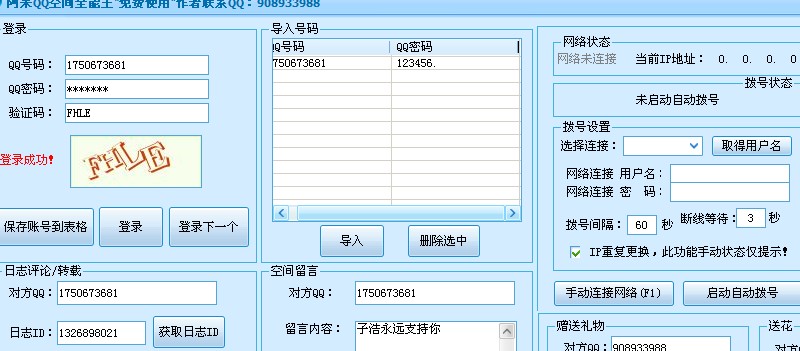 阿来QQ空间全能王"免费使用"作者联系QQ：908933988
登录
QQ号码：
1750673681
QQ密码：
*******
验证码：
FHLE
登录成功!
FHLE
保存账号到表格
登录
登录下一个
导入号码
QQ号码
QQ密码
750673681
123456.
导入
删除选中
网络状态
网络未连接
当前IP地址：
0. 0. 0. 0
拨号状态
未启动自动拨号
拨号设置
选择连接：
取得用户名
网络连接 用户名：
网络连接 密 码：
拨号间隔：
60
秒
断线等待：
3
秒
IP重复更换，此功能手动状态仅提示!
手动连接网络(F1)
启动自动拨号
日志评论/转载
对方QQ：
1750673681
日志ID：
1326898021
获取日志ID
空间留言
对方QQ：
1750673681
留言内容：
子浩永远支持你
赠送礼物
对方QQ：
908933988
送花
对